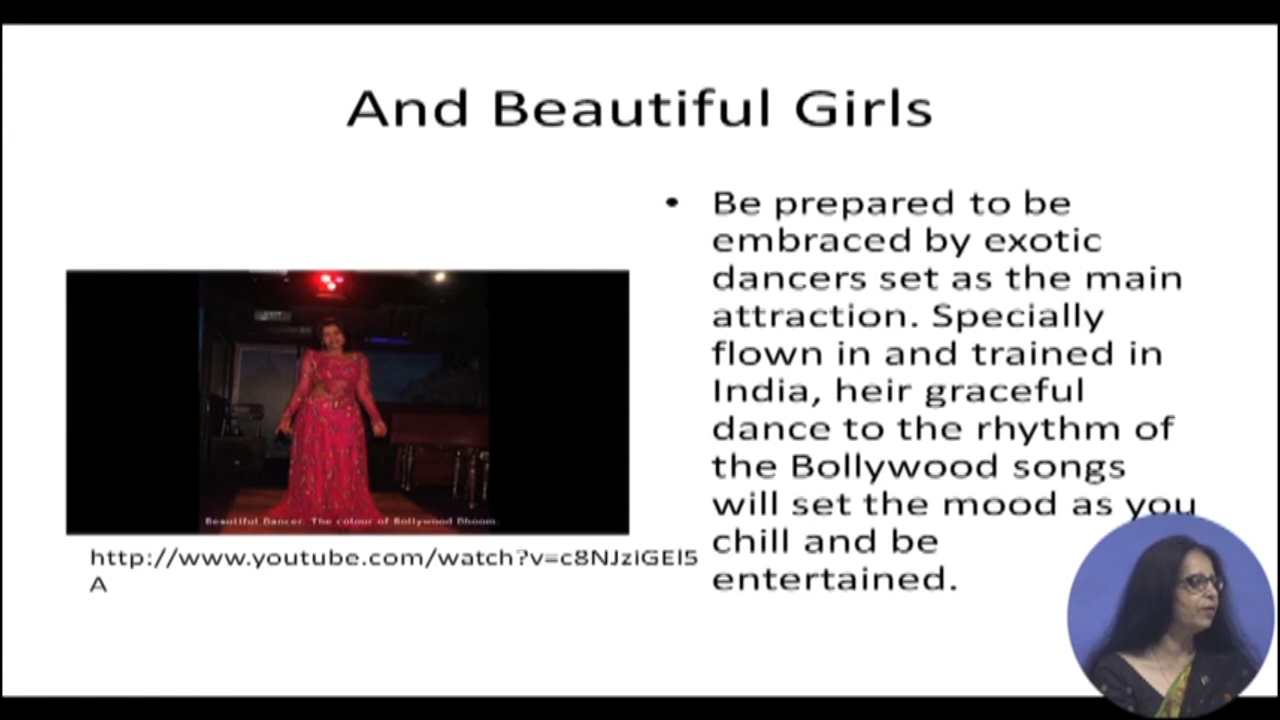 And Beautiful Girls
• Be prepared to be
embraced by exotic
dancers set as the main
attraction. Specially
flown in and trained in
India, heir graceful
dance to the rhythm of
the Bollywood songs
will set the mood as you
chill and be
entertained.
Beautiful Dancer. The colour of Bollywood Dhoom.
http://www.youtube.com/watch?v=c8NJziGEl5
A